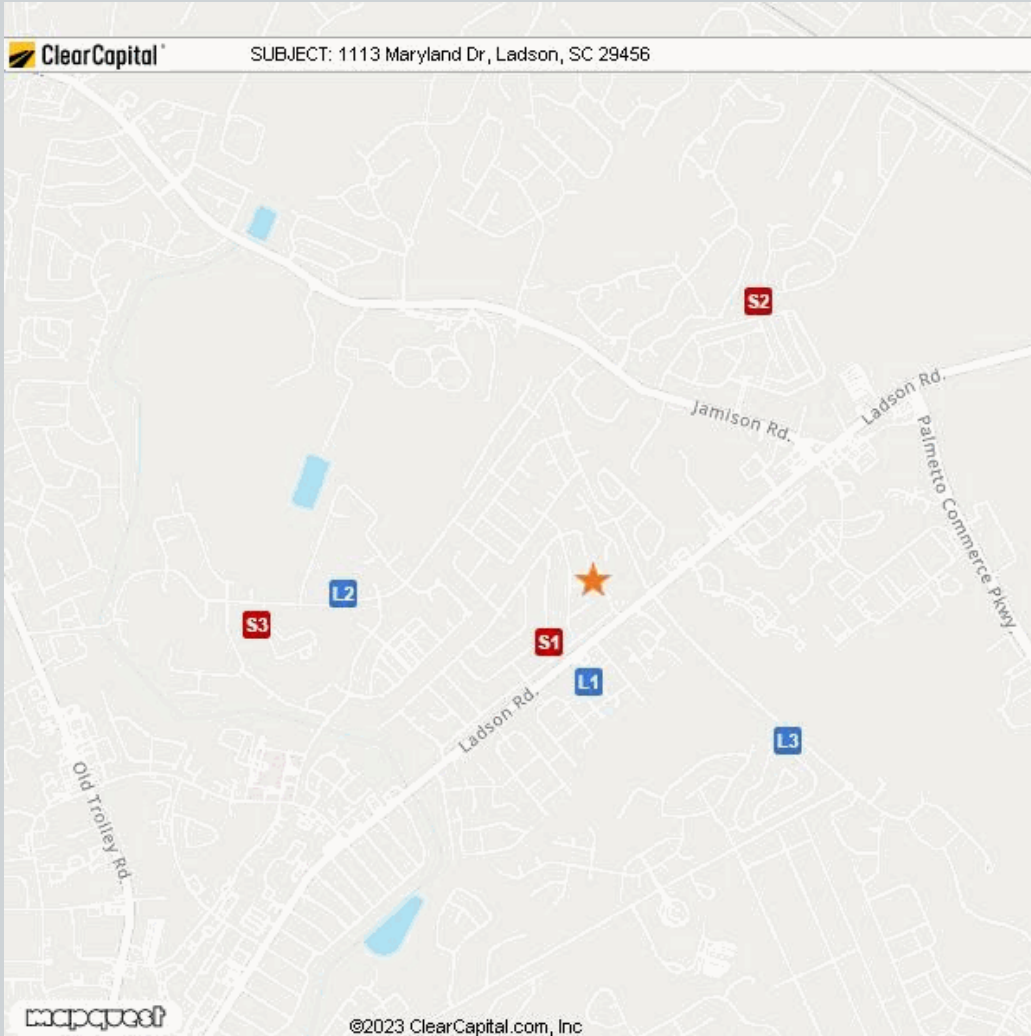 ClearCapital
SUBJECT: 1113 Maryland Dr, Ladson, SC 29456
S2
Ladson Rd.
Jamison Rd.
Palmetto Commerce Pkwy.
L2
S3
S1
L1
Ladson Rd.
L3
Old Trolley Rd.
mapquest
©2023 ClearCapital.com, Inc